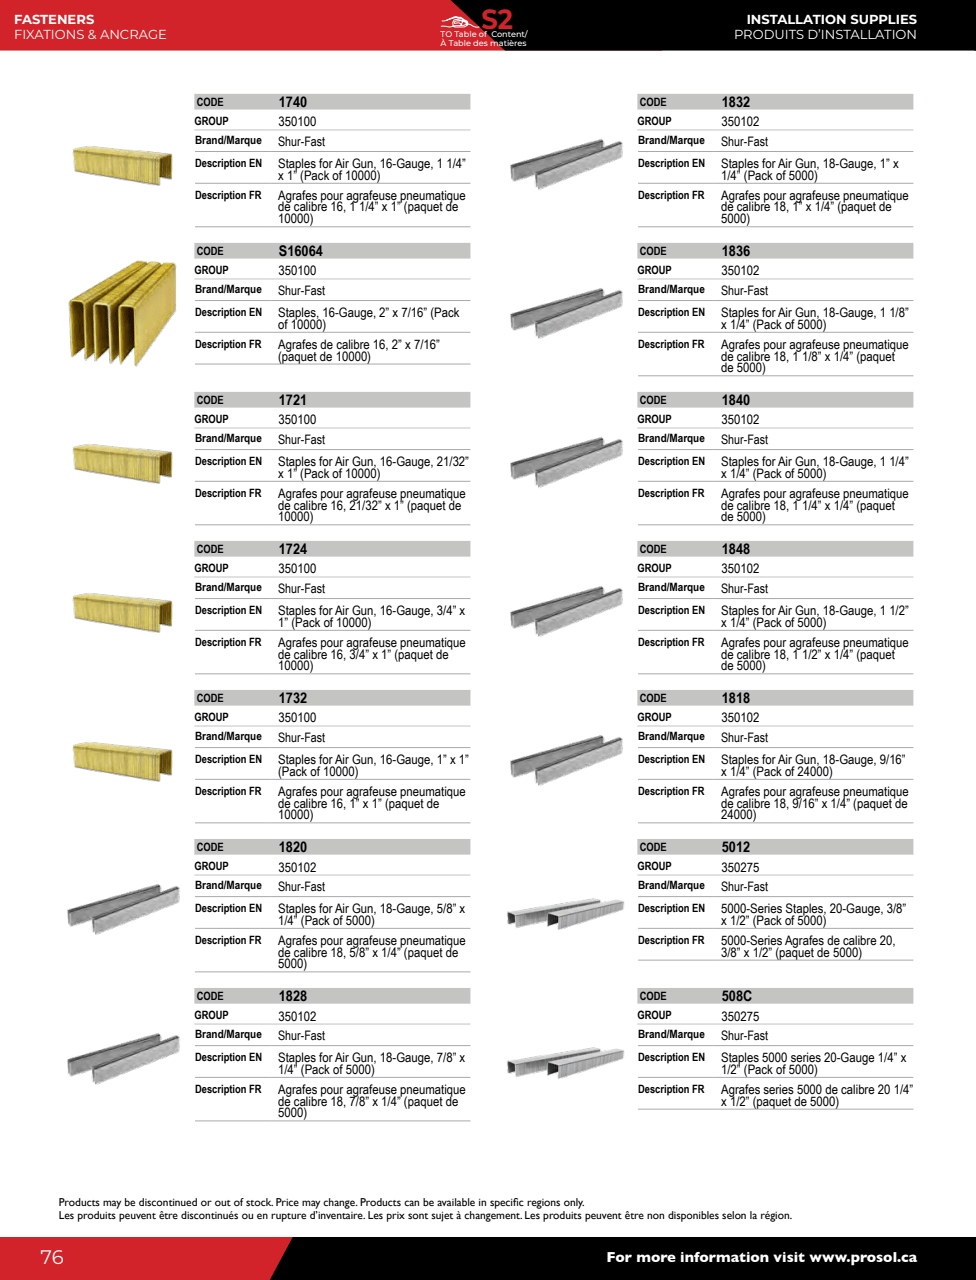 FASTENERS
FIXATIONS & ANCRAGE
S2
TO Table of Content/
À Table des matières
INSTALLATION SUPPLIES
PRODUITS D'INSTALLATION
CODE 1740
GROUP 350100
Brand/Marque Shur-Fast
Description EN Staples for Air Gun, 16-Gauge, 1 1/4”
x 1” (Pack of 10000)
Description FR Agrafes pour agrafeuse pneumatique
de calibre 16, 1 1/4” x 1” (paquet de
10000)
CODE S16064
GROUP 350100
Brand/Marque Shur-Fast
Description EN Staples, 16-Gauge, 2” x 7/16” (Pack
of 10000)
Description FR Agrafes de calibre 16, 2” x 7/16”
(paquet de 10000)
CODE 1721
GROUP 350100
Brand/Marque Shur-Fast
Description EN Staples for Air Gun, 16-Gauge, 21/32”
x 1” (Pack of 10000)
Description FR Agrafes pour agrafeuse pneumatique
de calibre 16, 21/32” x 1” (paquet de
10000)
CODE 1724
GROUP 350100
Brand/Marque Shur-Fast
Description EN Staples for Air Gun, 16-Gauge, 3/4” x
1” (Pack of 10000)
Description FR Agrafes pour agrafeuse pneumatique
de calibre 16, 3/4” x 1” (paquet de
10000)
CODE 1732
GROUP 350100
Brand/Marque Shur-Fast
Description EN Staples for Air Gun, 16-Gauge, 1” x 1”
(Pack of 10000)
Description FR Agrafes pour agrafeuse pneumatique
de calibre 16, 1” x 1” (paquet de
10000)
CODE 1820
GROUP 350102
Brand/Marque Shur-Fast
Description EN Staples for Air Gun, 18-Gauge, 5/8” x
1/4” (Pack of 5000)
Description FR Agrafes pour agrafeuse pneumatique
de calibre 18, 5/8” x 1/4” (paquet de
5000)
CODE 1828
GROUP 350102
Brand/Marque Shur-Fast
Description EN Staples for Air Gun, 18-Gauge, 7/8” x
1/4” (Pack of 5000)
Description FR Agrafes pour agrafeuse pneumatique
de calibre 18, 7/8” x 1/4” (paquet de
5000)
CODE 1832
GROUP 350102
Brand/Marque Shur-Fast
Description EN Staples for Air Gun, 18-Gauge, 1” x
1/4” (Pack of 5000)
Description FR Agrafes pour agrafeuse pneumatique
de calibre 18, 1” x 1/4” (paquet de
5000)
CODE 1836
GROUP 350102
Brand/Marque Shur-Fast
Description EN Staples for Air Gun, 18-Gauge, 1 1/8”
x 1/4” (Pack of 5000)
Description FR Agrafes pour agrafeuse pneumatique
de calibre 18, 1 1/8” x 1/4” (paquet
de 5000)
CODE 1840
GROUP 350102
Brand/Marque Shur-Fast
Description EN Staples for Air Gun, 18-Gauge, 1 1/4”
x 1/4” (Pack of 5000)
Description FR Agrafes pour agrafeuse pneumatique
de calibre 18, 1 1/4” x 1/4” (paquet
de 5000)
CODE 1848
GROUP 350102
Brand/Marque Shur-Fast
Description EN Staples for Air Gun, 18-Gauge, 1 1/2”
x 1/4” (Pack of 5000)
Description FR Agrafes pour agrafeuse pneumatique
de calibre 18, 1 1/2” x 1/4” (paquet
de 5000)
CODE 1818
GROUP 350102
Brand/Marque Shur-Fast
Description EN Staples for Air Gun, 18-Gauge, 9/16”
x 1/4” (Pack of 24000)
Description FR Agrafes pour agrafeuse pneumatique
de calibre 18, 9/16” x 1/4” (paquet de
24000)
CODE 5012
GROUP 350275
Brand/Marque Shur-Fast
Description EN 5000-Series Staples, 20-Gauge, 3/8”
x 1/2” (Pack of 5000)
Description FR 5000-Series Agrafes de calibre 20,
3/8” x 1/2” (paquet de 5000)
CODE 508C
GROUP 350275
Brand/Marque Shur-Fast
Description EN Staples 5000 series 20-Gauge 1/4” x
1/2” (Pack of 5000)
Description FR Agrafes series 5000 de calibre 20 1/4”
x 1/2” (paquet de 5000)
Products may be discontinued or out of stock. Price may change. Products can be available in specific regions only.
Les produits peuvent être discontinués ou en rupture d'inventaire. Les prix sont sujet à changement. Les produits peuvent être non disponibles selon la région.
76
For more information visit www.prosol.ca